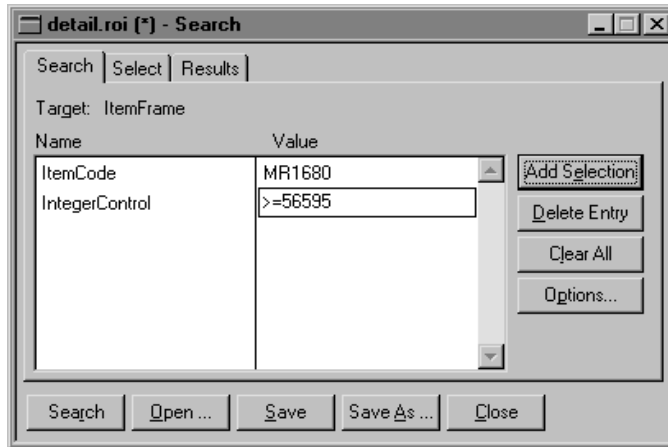 detail.roi (*) - Search
Search Select Results
Target: ItemFrame
Name Value
ItemCode MR1680
IntegerControl >=56595
Add Selection
Delete Entry
Clear All
Options...
Search Open ... Save Save As ... Close